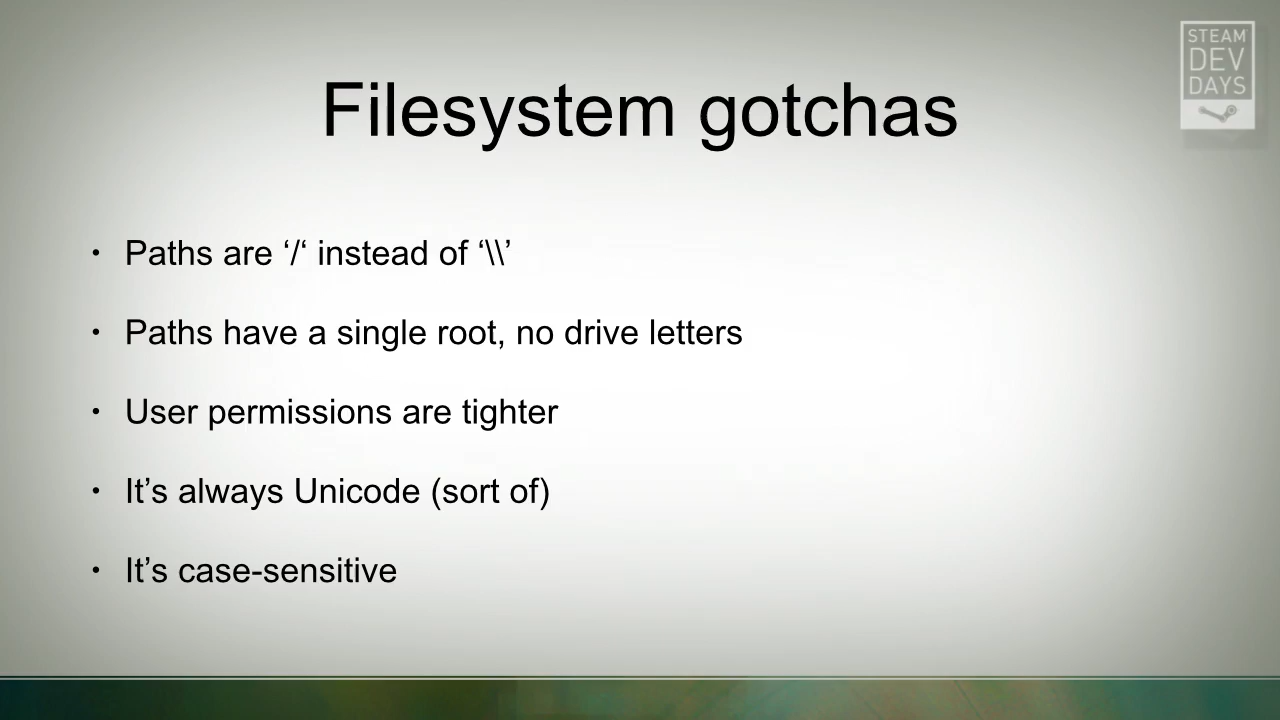 STEAM
DEV
DAYS
Filesystem gotchas
• Paths are ‘/‘ instead of ‘\\’
• Paths have a single root, no drive letters
• User permissions are tighter
• It’s always Unicode (sort of)
• It’s case-sensitive